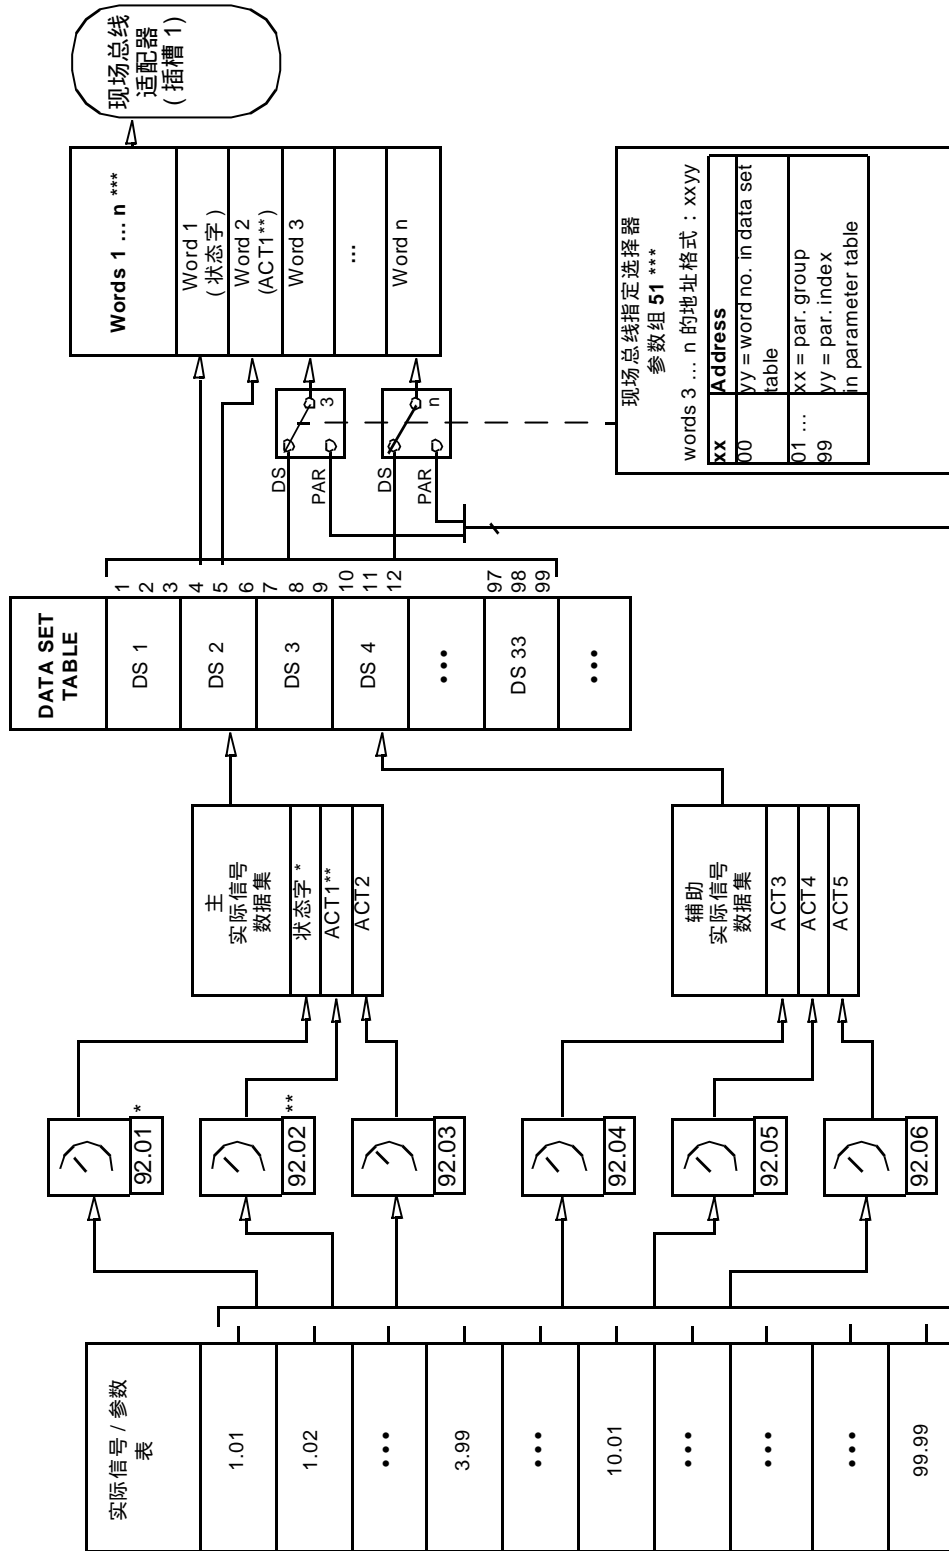 实际信号 / 参数
表
1.01
1.02
•••
3.99
•••
10.01
•••
•••
•••
99.99
92.01
*
92.02
**
92.03
92.04
92.05
92.06
主
实际信号
数据集
状态字 *
ACT1**
ACT2
辅助
实际信号
数据集
ACT3
ACT4
ACT5
DATA SET
TABLE
DS 1
DS 2
DS 3
DS 4
•••
DS 33
•••
1
2
3
4
5
6
7
8
9
10
11
12
97
98
99
DS
PAR
3
DS
PAR
n
Words 1 ... n ***
Word 1
( 状态字 )
Word 2
(ACT1**)
Word 3
...
Word n
现场总线
适配器
( 插槽 1)
现场总线指定选择器
参数组 51 ***
words 3 ... n 的地址格式 : xxyy
xx Address
00 yy = word no. in data set
table
01 ... xx = par. group
99 yy = par. index
in parameter table